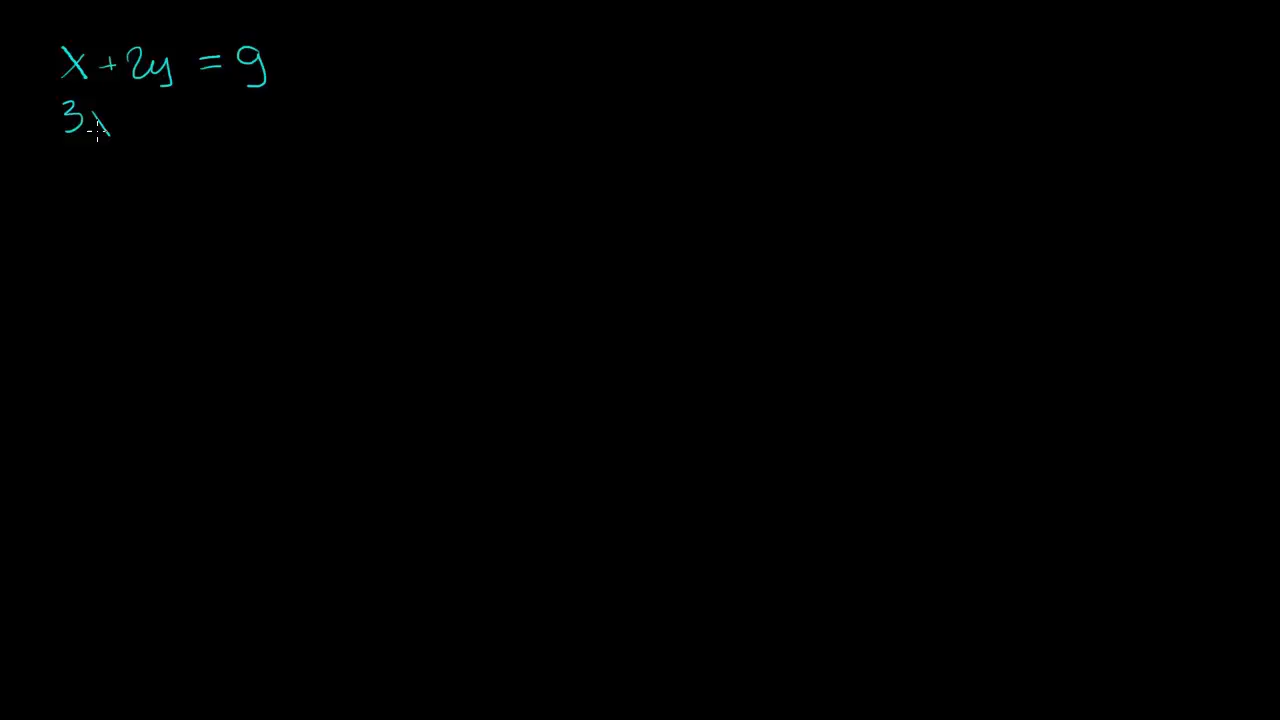 x + 2y = 9
3